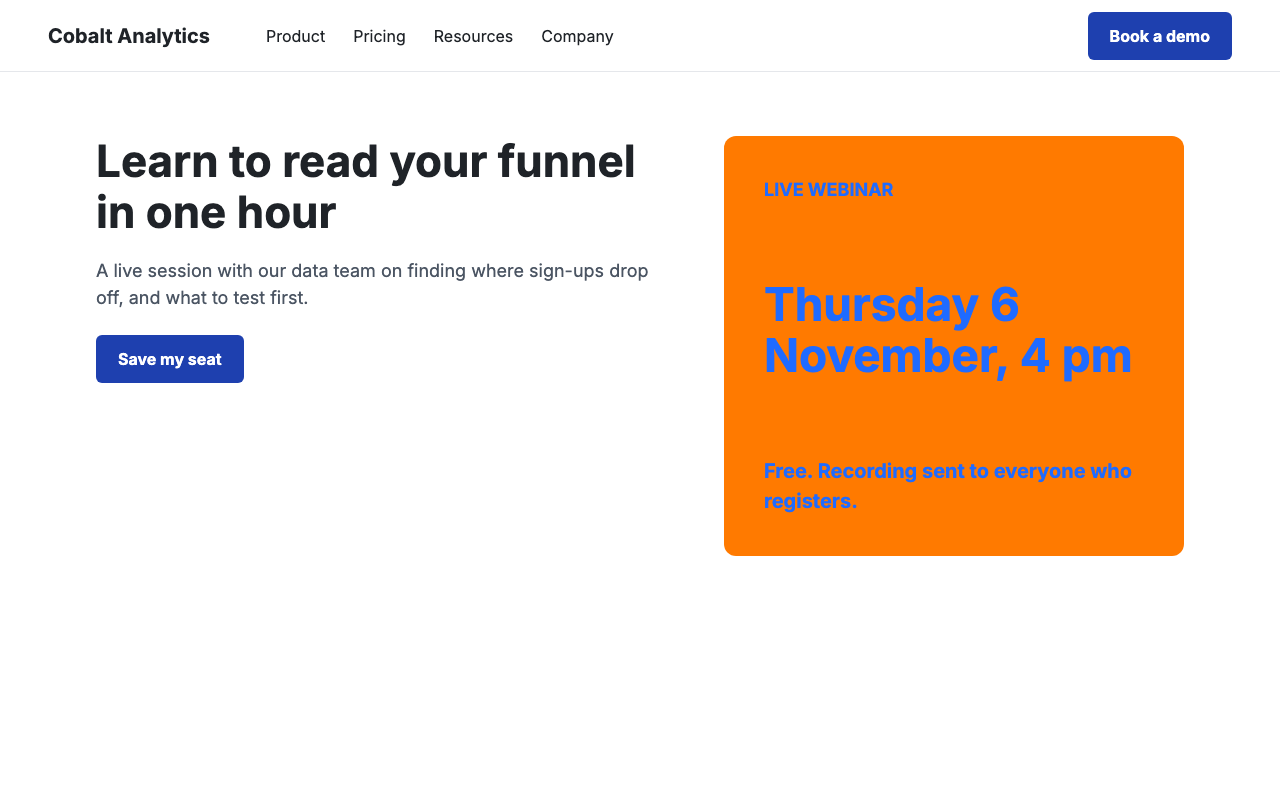 Cobalt Analytics
Product
Pricing
Resources
Company
Book a demo
Learn to read your funnel
in one hour
A live session with our data team on finding where sign-ups drop
off, and what to test first.
Save my seat
LIVE WEBINAR
Thursday 6
November, 4 pm
Free. Recording sent to everyone who
registers.